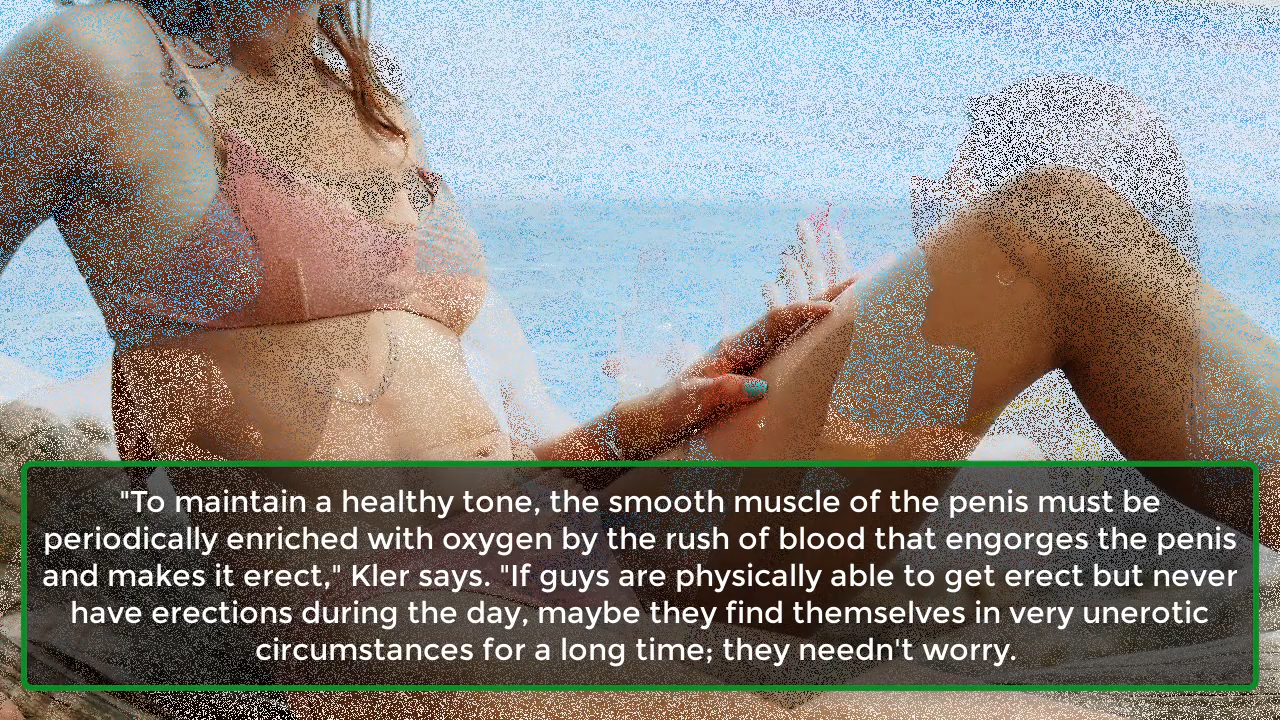 "To maintain a healthy tone, the smooth muscle of the penis must be
periodically enriched with oxygen by the rush of blood that engorges the penis
and makes it erect," Kler says. "If guys are physically able to get erect but never
have erections during the day, maybe they find themselves in very unerotic
circumstances for a long time; they needn't worry.